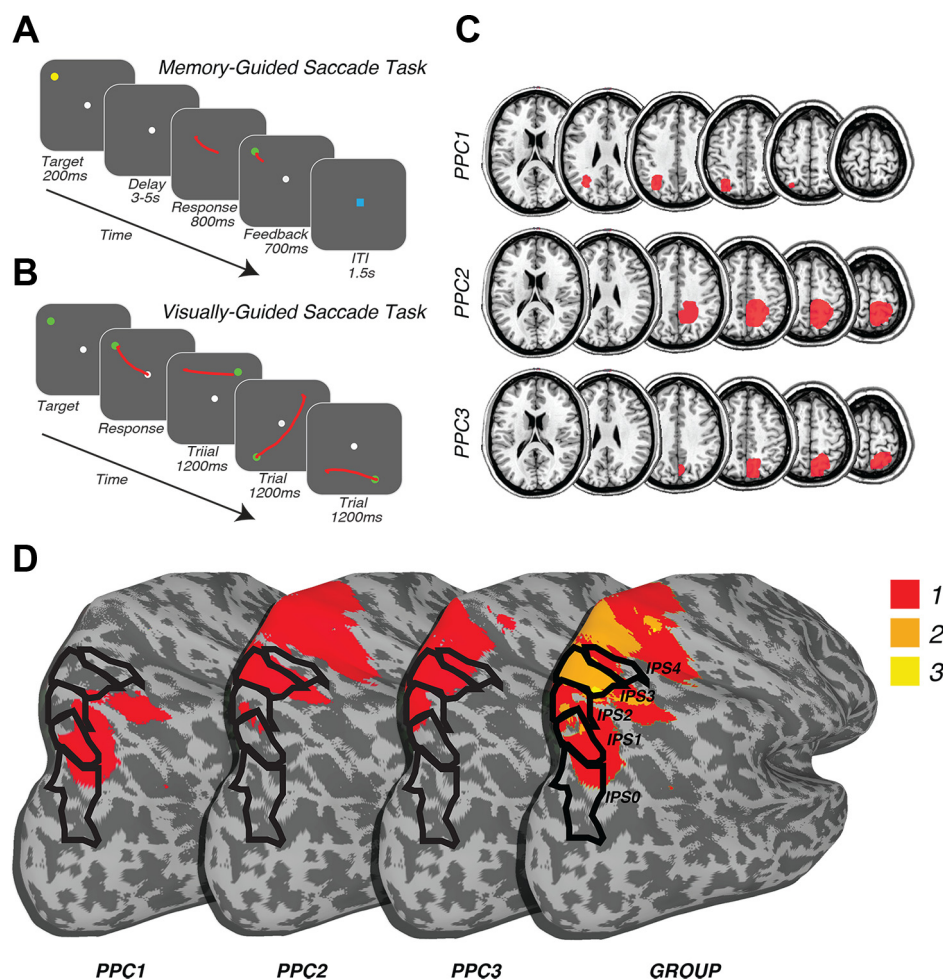 A
Memory-Guided Saccade Task
Target
200ms
Delay
3-5s
Response
800ms
Feedback
700ms
ITI
1.5s
Time
B
Visually-Guided Saccade Task
Target
Response
Triial
1200ms
Trial
1200ms
Trial
1200ms
Time
C
PPC1
PPC2
PPC3
D
IPS4
IPS3
IPS2
IPS1
IPS0
1
2
3
PPC1
PPC2
PPC3
GROUP